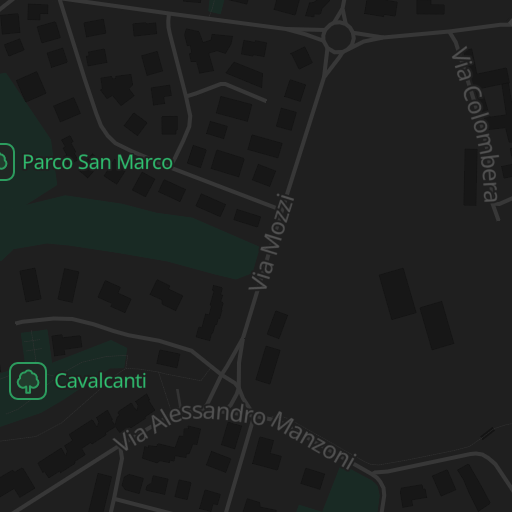 Via Colombera
Parco San Marco
Via Mozzi
Cavalcanti
Via Alessandro Manzoni